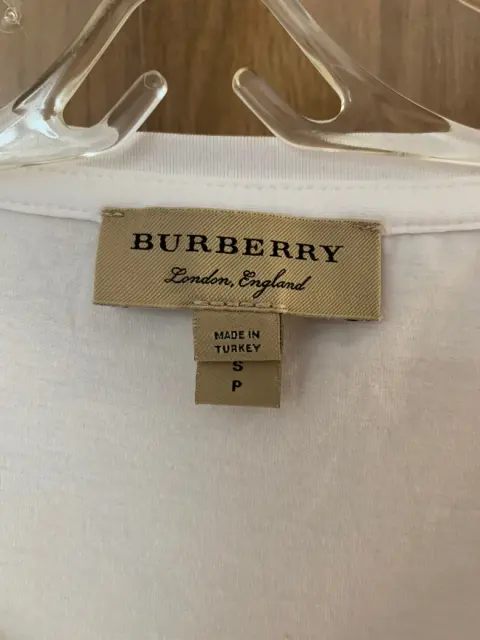 BURBERRY
London, England
MADE IN
TURKEY
S
P